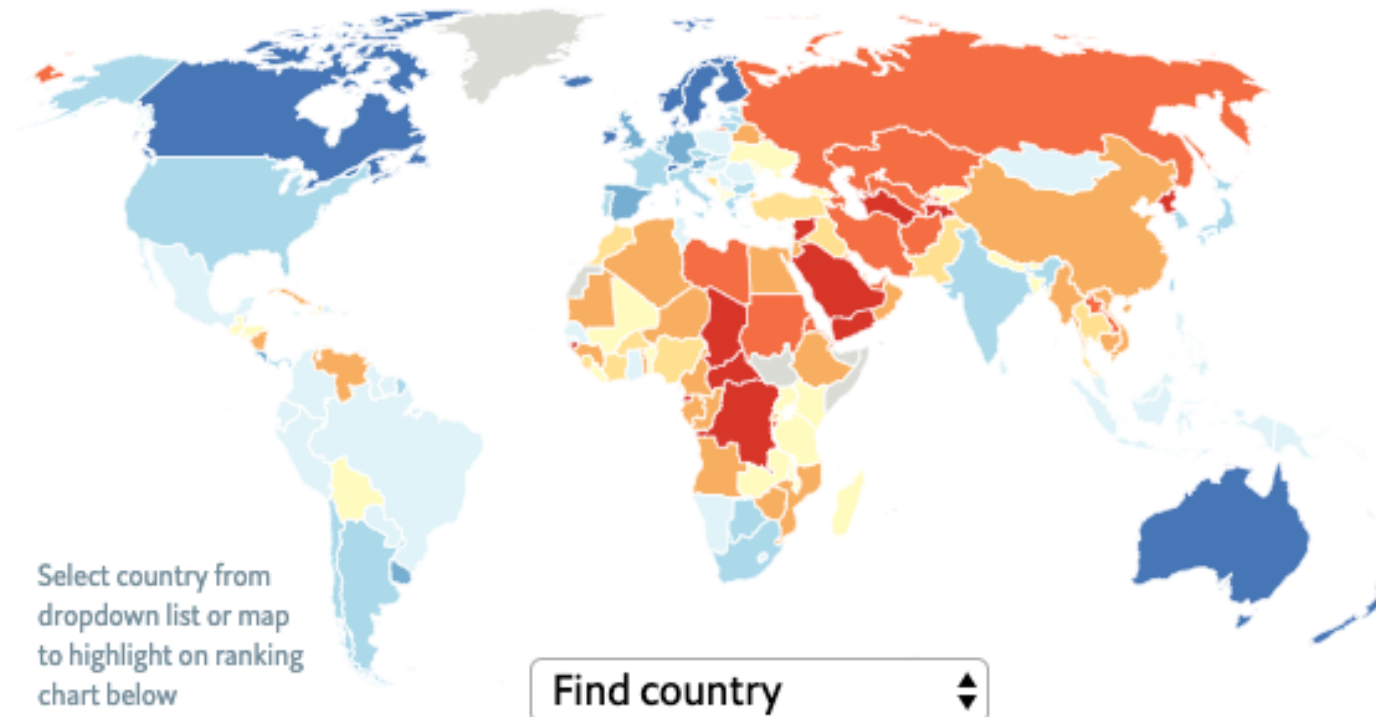 Select country from
dropdown list or map
to highlight on ranking
chart below
Find country